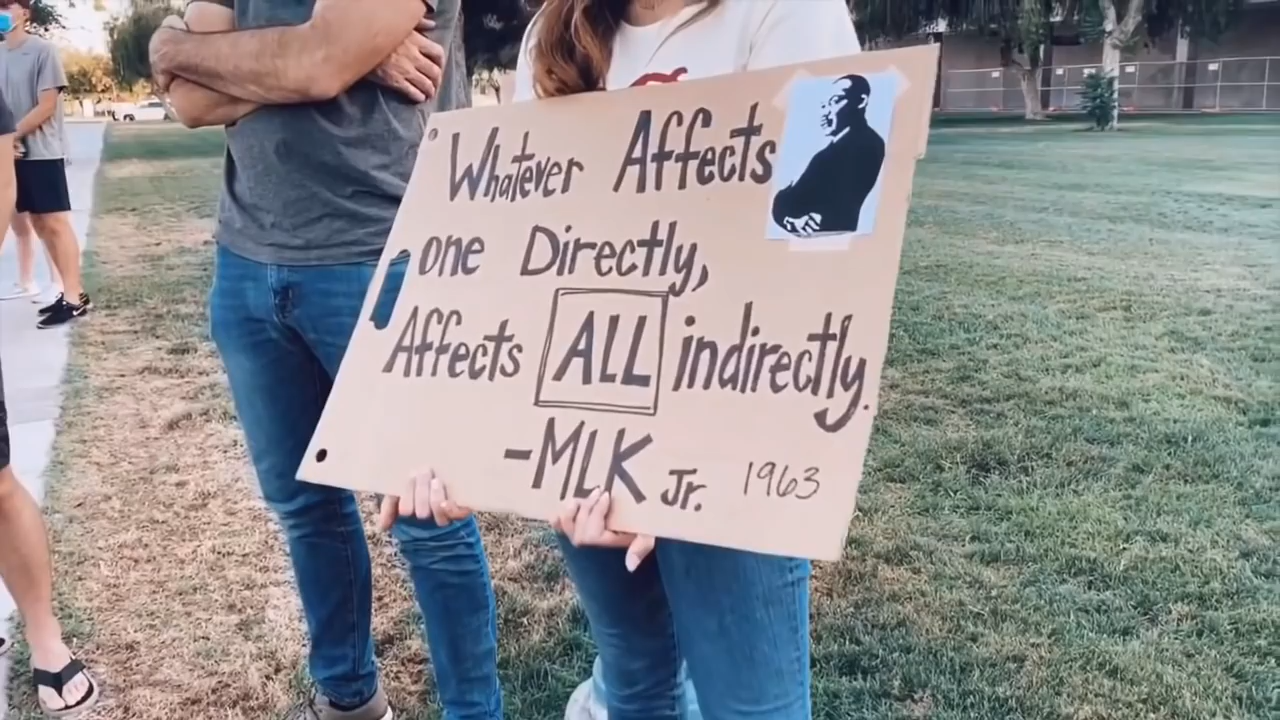 Whatever Affects
one Directly,
Affects ALL indirectly.
-MLK Jr. 1963